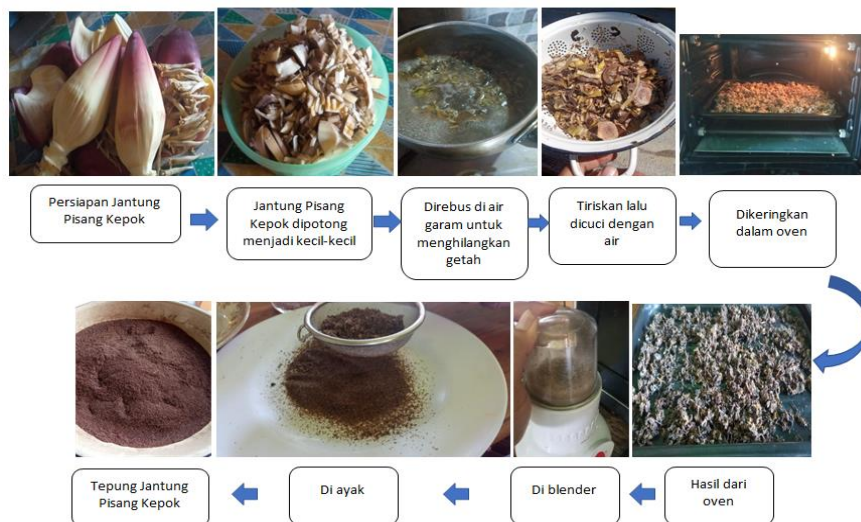 Persiapan Jantung
Pisang Kepok
Jantung Pisang
Kepok dipotong
menjadi kecil-kecil
Direbus di air
garam untuk
menghilangkan
getah
Tiriskan lalu
dicuci dengan
air
Dikeringkan
dalam oven
Hasil dari
oven
Di blender
Di ayak
Tepung Jantung
Pisang Kepok